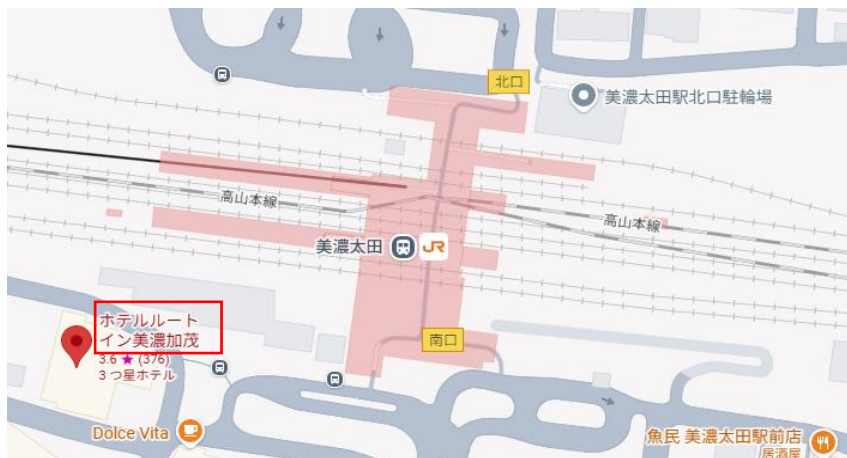 北口
美濃太田駅北口駐輪場
高山本線
高山本線
美濃太田
JR
ホテルルート
イン美濃加茂
南口
3.6 ★ (376)
3 つ星ホテル
Dolce Vita
魚民 美濃太田駅前店
居酒屋